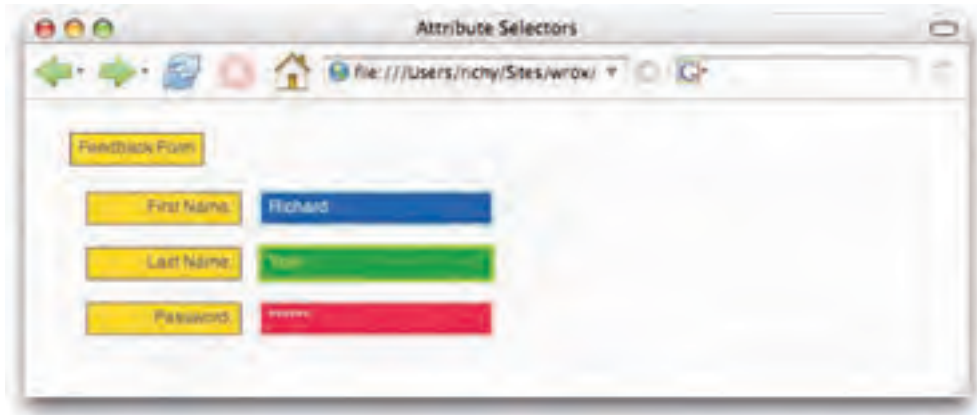 Attribute Selectors
file:///Users/richy/Sites/wrox/
G
Feedback Form
First Name
Richard
Last Name
Password
******